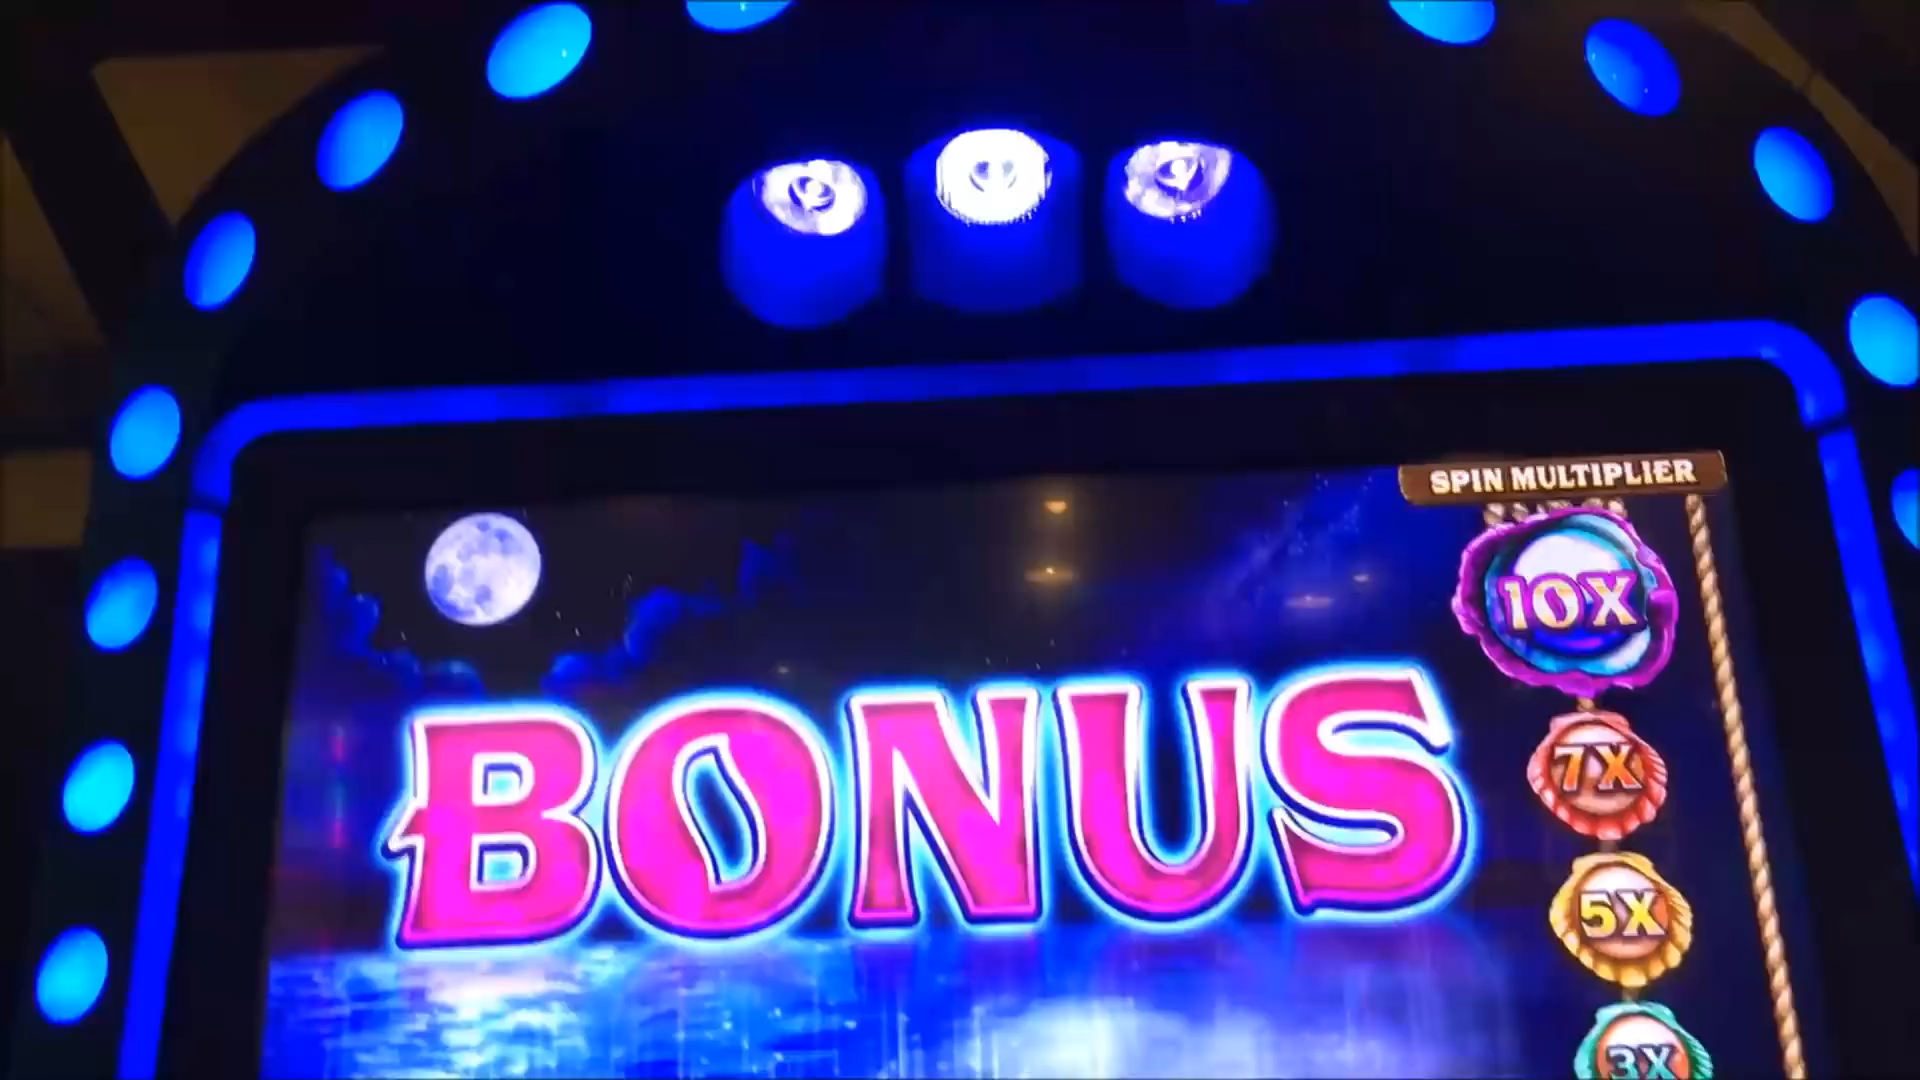 SPIN MULTIPLIER
10X
7X
BONUS
5X
3X